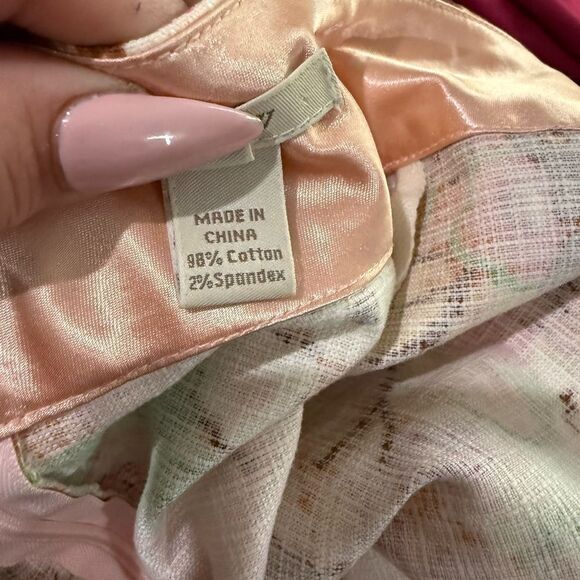 MADE IN
CHINA
98% Cotton
2% Spandex